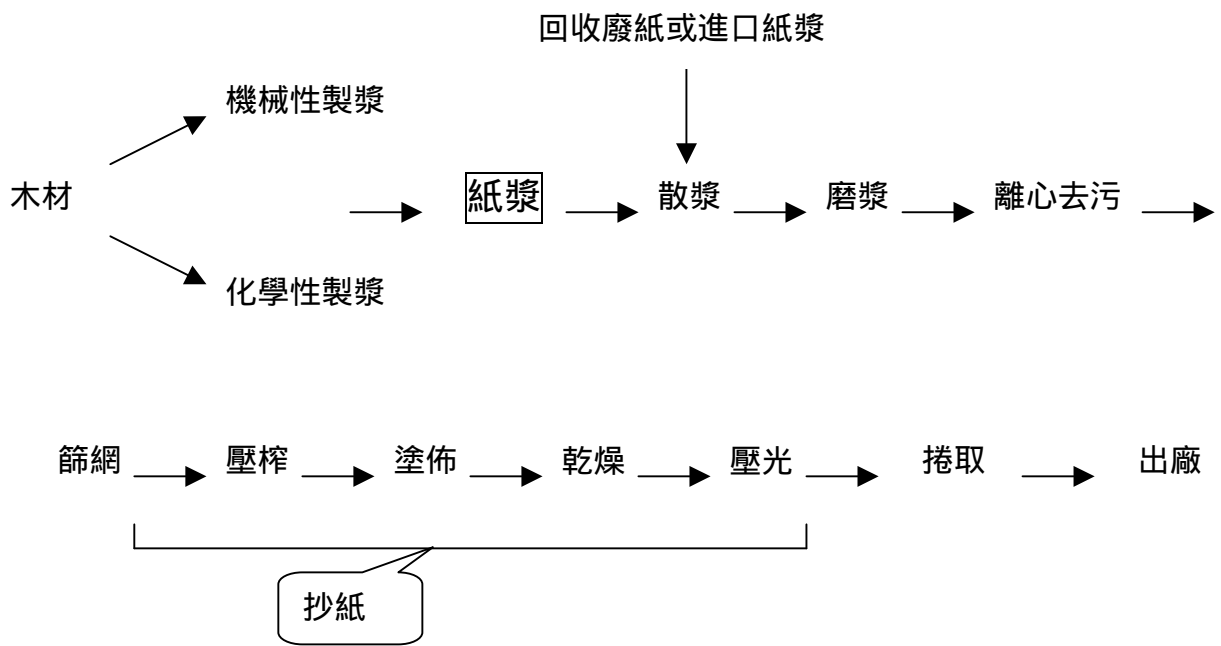 回收廢紙或進口紙漿
機械性製漿
木材
紙漿
散漿
磨漿
離心去污
化學性製漿
篩網
壓榨
塗佈
乾燥
壓光
捲取
出廠
抄紙